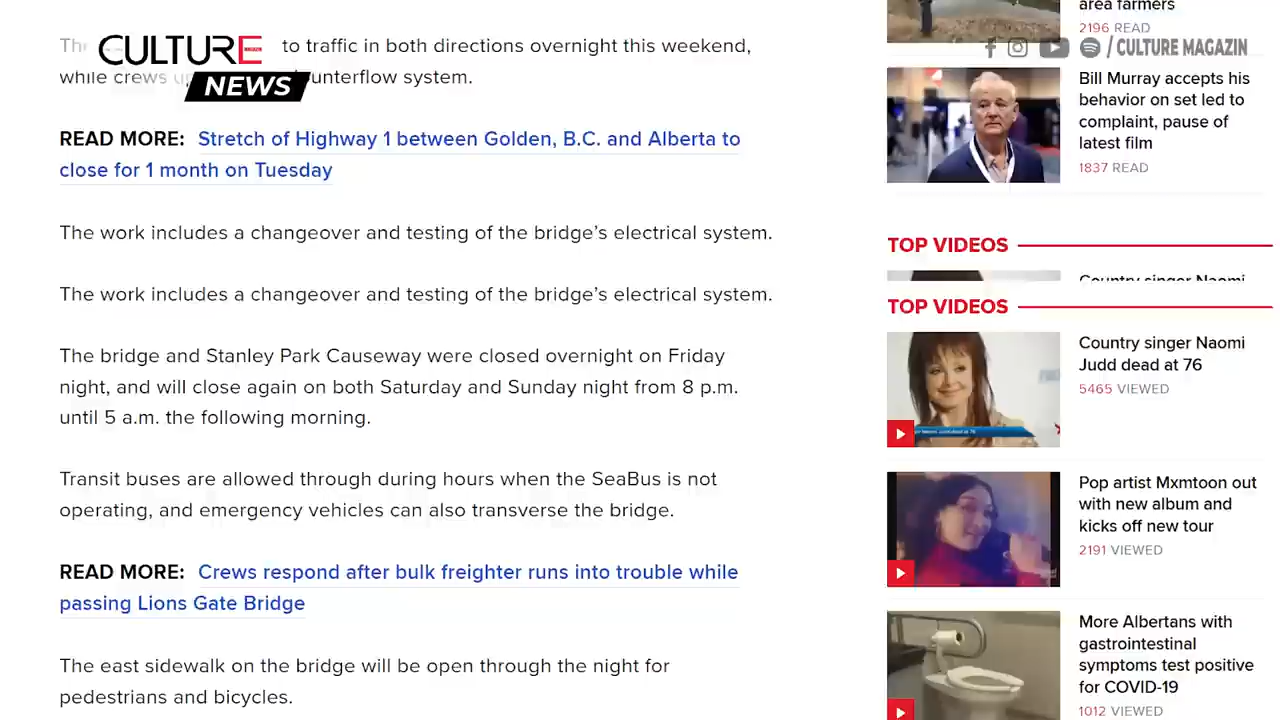 CULTURE
NEWS
/ CULTURE MAGAZIN
The to traffic in both directions overnight this weekend,
while crews unterflow system.
READ MORE: Stretch of Highway 1 between Golden, B.C. and Alberta to
close for 1 month on Tuesday
The work includes a changeover and testing of the bridge’s electrical system.
The work includes a changeover and testing of the bridge’s electrical system.
The bridge and Stanley Park Causeway were closed overnight on Friday
night, and will close again on both Saturday and Sunday night from 8 p.m.
until 5 a.m. the following morning.
Transit buses are allowed through during hours when the SeaBus is not
operating, and emergency vehicles can also transverse the bridge.
READ MORE: Crews respond after bulk freighter runs into trouble while
passing Lions Gate Bridge
The east sidewalk on the bridge will be open through the night for
pedestrians and bicycles.
area farmers
2196 READ
Bill Murray accepts his
behavior on set led to
complaint, pause of
latest film
1837 READ
TOP VIDEOS
Country singer Naomi
TOP VIDEOS
Country singer Naomi
Judd dead at 76
5465 VIEWED
Pop artist Mxmtoon out
with new album and
kicks off new tour
2191 VIEWED
More Albertans with
gastrointestinal
symptoms test positive
for COVID-19
1012 VIEWED